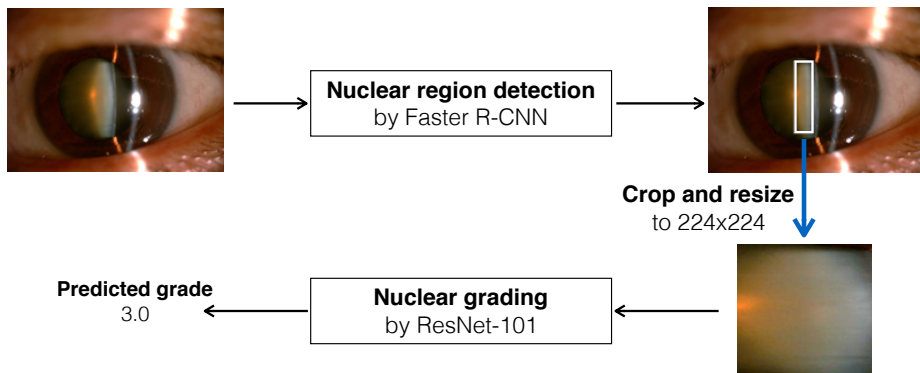 Nuclear region detection
by Faster R-CNN
Crop and resize
to 224x224
Nuclear grading
by ResNet-101
Predicted grade
3.0